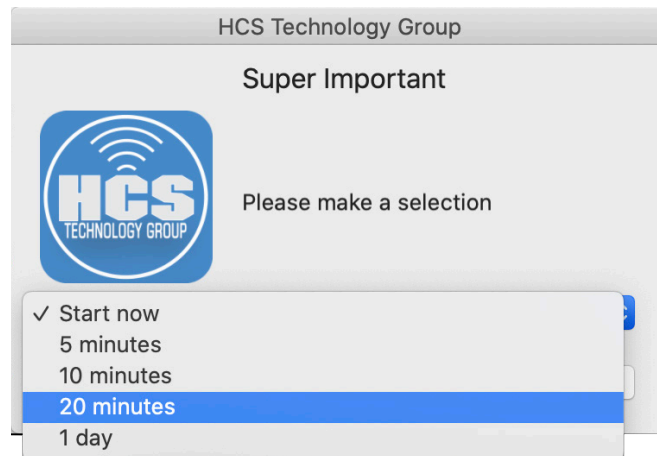 HCS Technology Group
Super Important
HCS
TECHNOLOGY GROUP
Please make a selection
✓ Start now
5 minutes
10 minutes
20 minutes
1 day